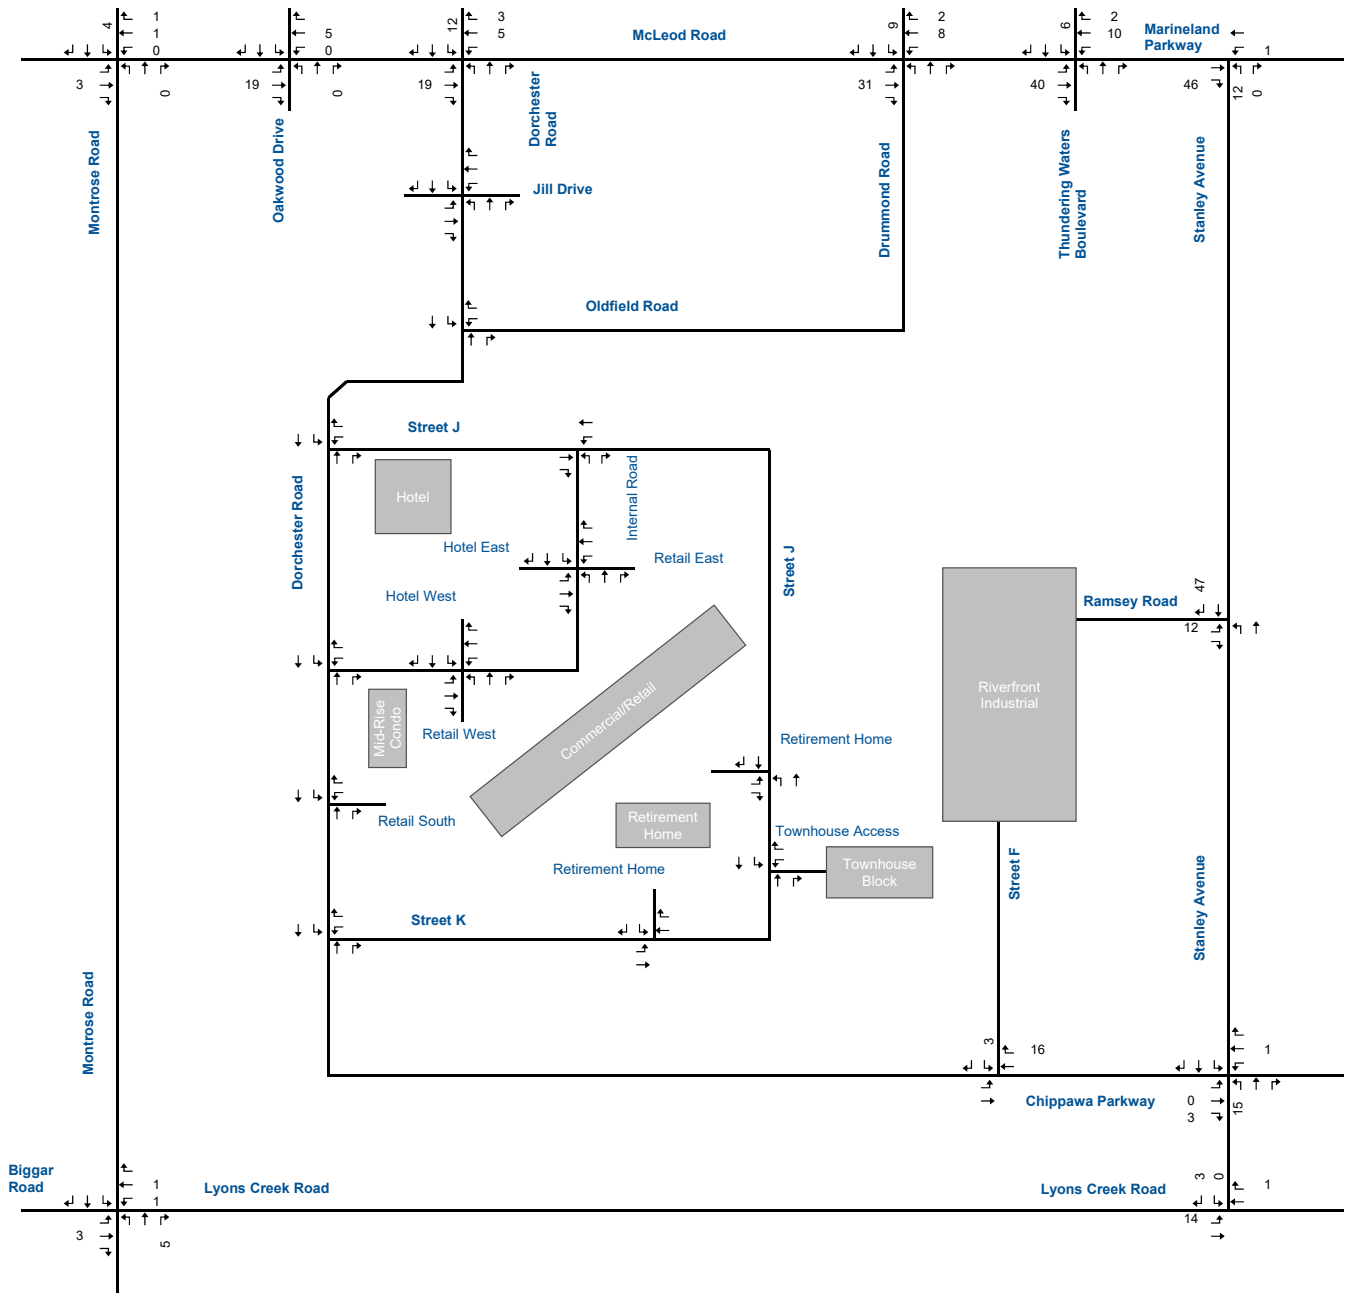 4
1
1
0
5
0
12
3
5
McLeod Road
9
2
8
6
2
10
Marineland
Parkway
1
3
0
19
0
19
31
40
46
12
0
Montrose Road
Oakwood Drive
Dorchester
Road
Jill Drive
Drummond Road
Thundering Waters
Boulevard
Stanley Avenue
Oldfield Road
Street J
Hotel
Internal Road
Dorchester Road
Hotel East
Retail East
Street J
Hotel West
Ramsey Road
47
12
Riverfront
Industrial
Mid-Rise
Condo
Retail West
Commercial/Retail
Retirement Home
Retail South
Retirement
Home
Townhouse Access
Townhouse
Block
Retirement Home
Street F
Street K
Stanley Avenue
Montrose Road
3
16
1
Chippawa Parkway
0
3
15
Biggar
Road
1
1
Lyons Creek Road
Lyons Creek Road
3
0
1
3
5
14